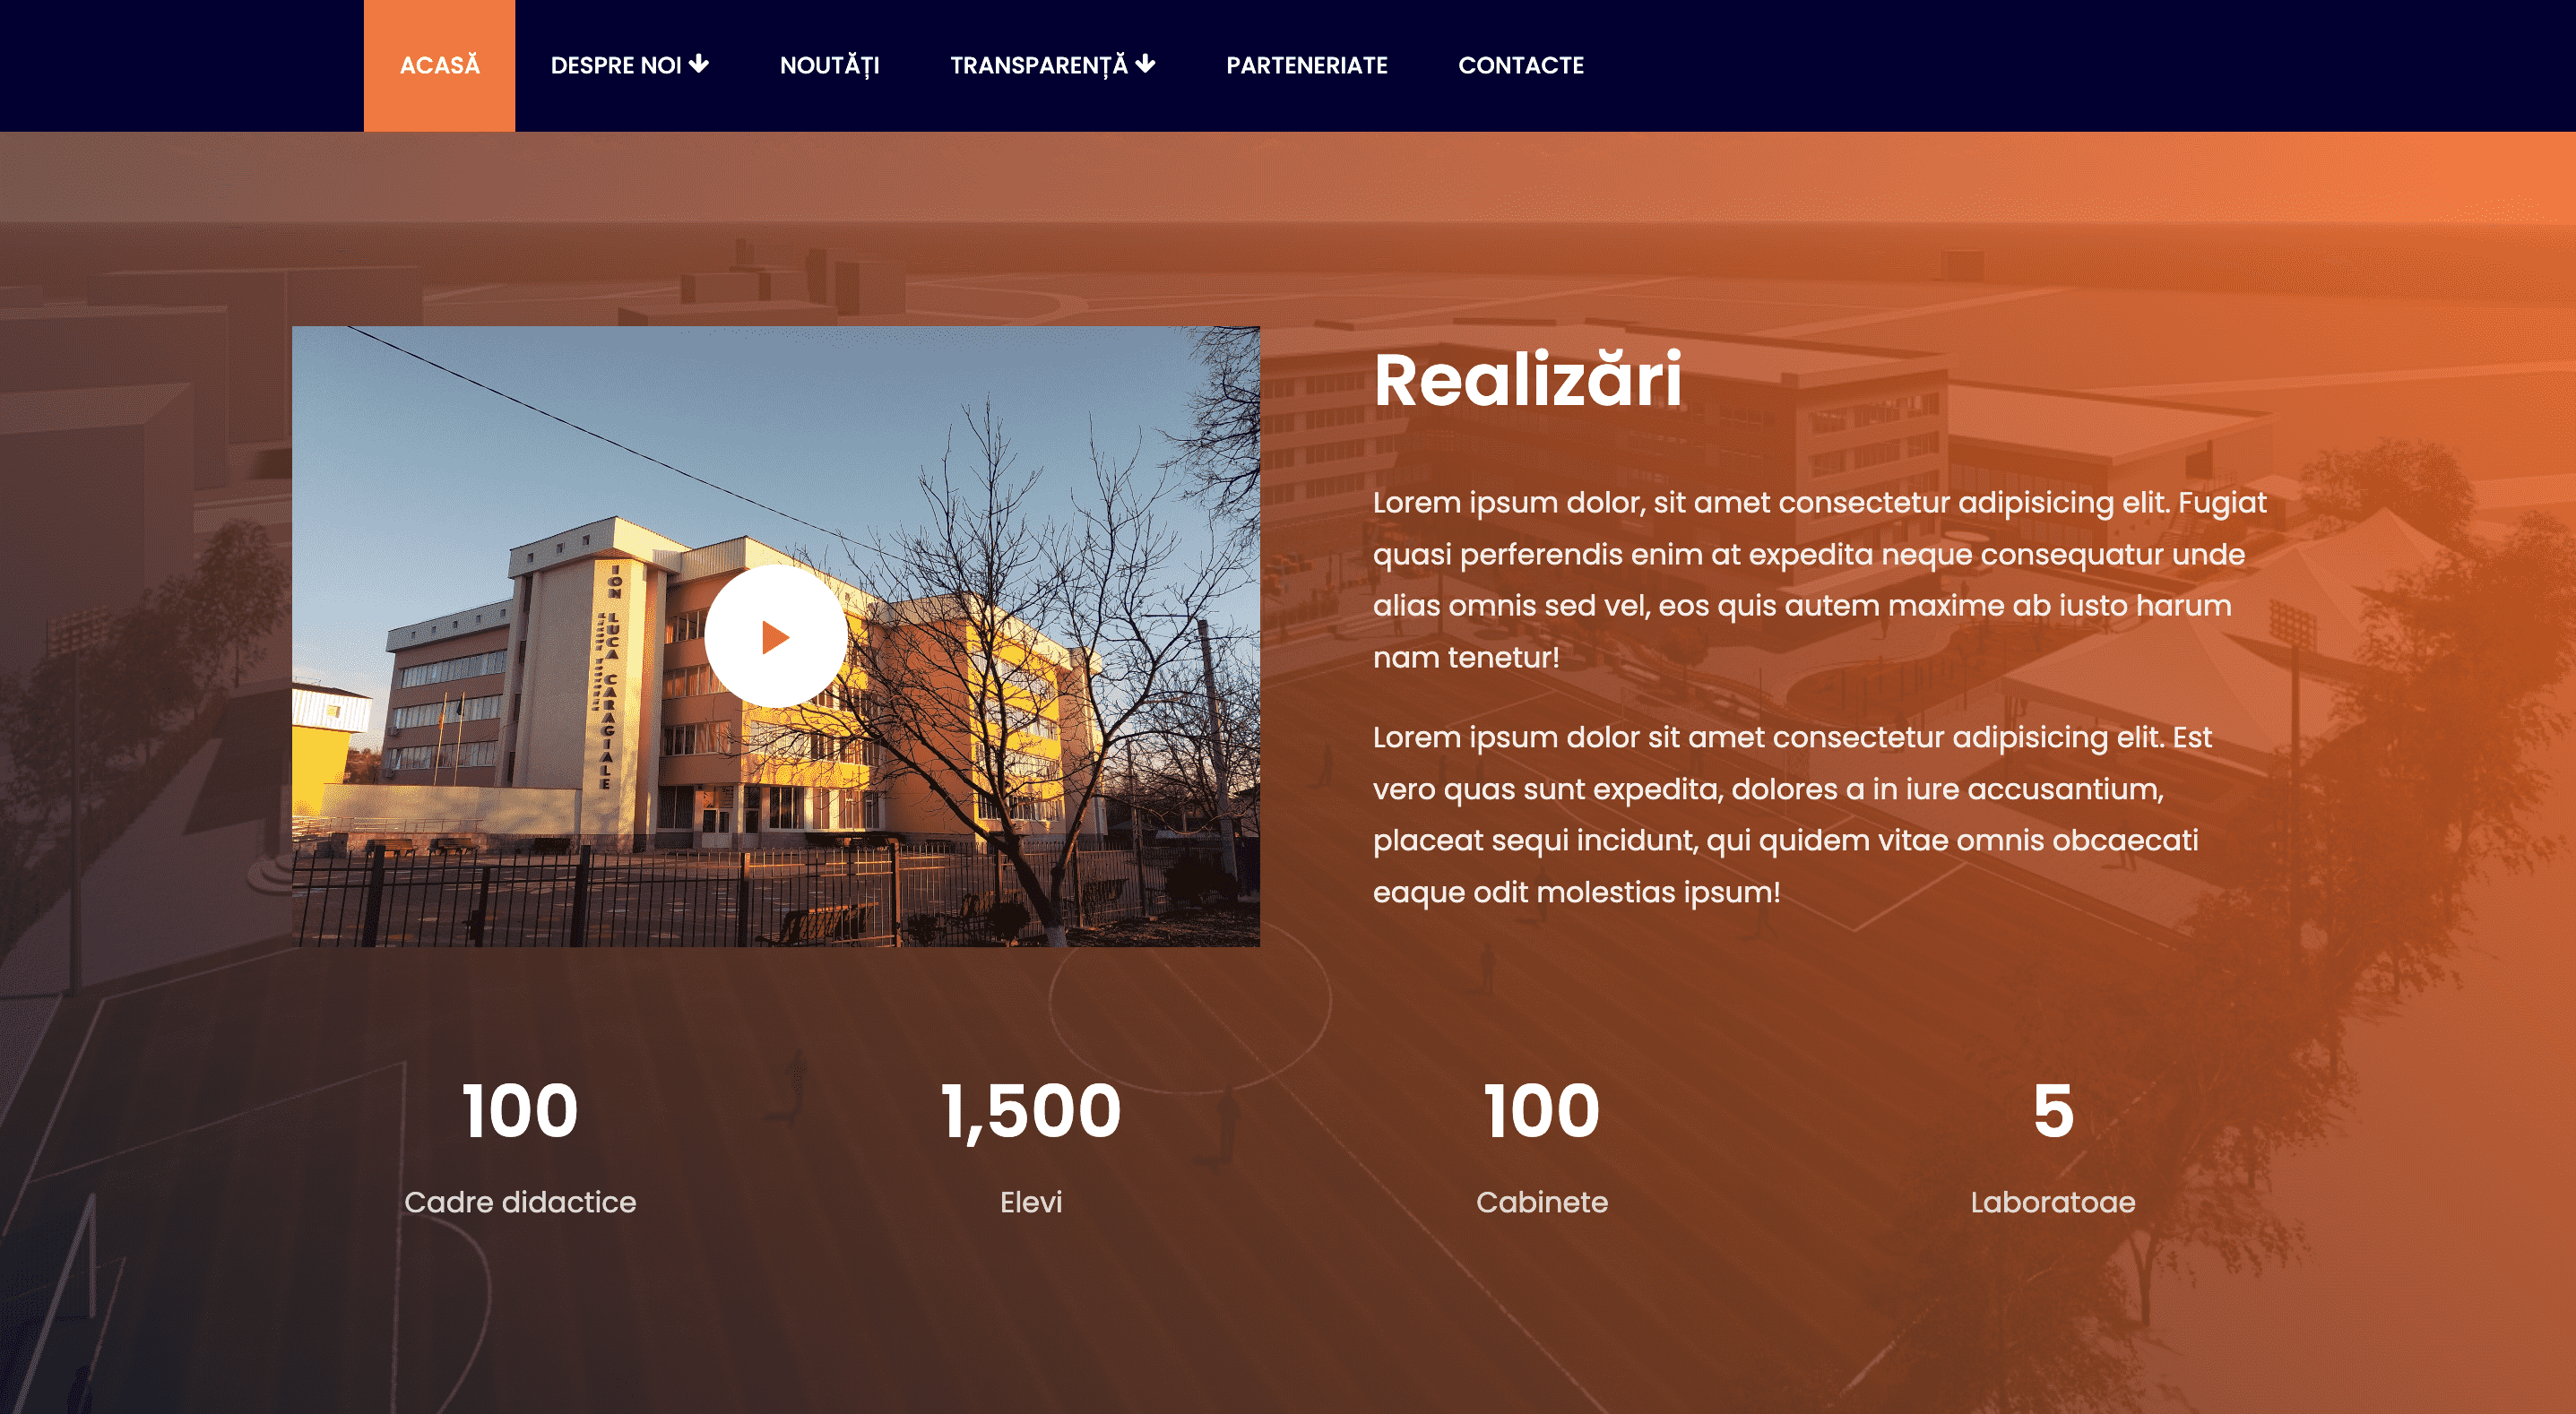 ACASĂ DESPRE NOI NOUTĂȚI TRANSPARENȚĂ PARTENERIATE CONTACTE
ION LUCA CARAGIALE
Realizări
Lorem ipsum dolor, sit amet consectetur adipisicing elit. Fugiat
quasi perferendis enim at expedita neque consequatur unde
alias omnis sed vel, eos quis autem maxime ab iusto harum
nam tenetur!
Lorem ipsum dolor sit amet consectetur adipisicing elit. Est
vero quas sunt expedita, dolores a in iure accusantium,
placeat sequi incidunt, qui quidem vitae omnis obcaecati
eaque odit molestias ipsum!
100 1,500 100 5
Cadre didactice Elevi Cabinete Laboratoae